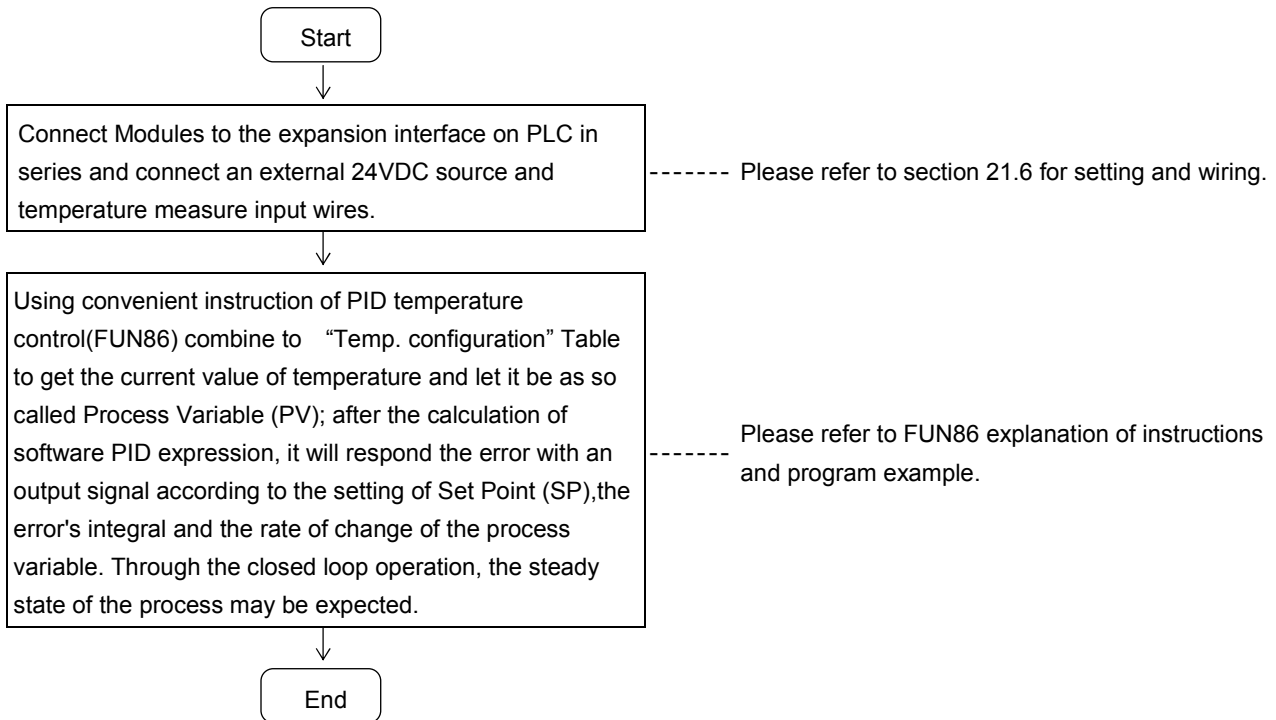 Start
Connect Modules to the expansion interface on PLC in
series and connect an external 24VDC source and
temperature measure input wires.
------- Please refer to section 21.6 for setting and wiring.
Using convenient instruction of PID temperature
control(FUN86) combine to “Temp. configuration” Table
to get the current value of temperature and let it be as so
called Process Variable (PV); after the calculation of
software PID expression, it will respond the error with an
output signal according to the setting of Set Point (SP),the
error's integral and the rate of change of the process
variable. Through the closed loop operation, the steady
state of the process may be expected.
------- Please refer to FUN86 explanation of instructions
and program example.
End